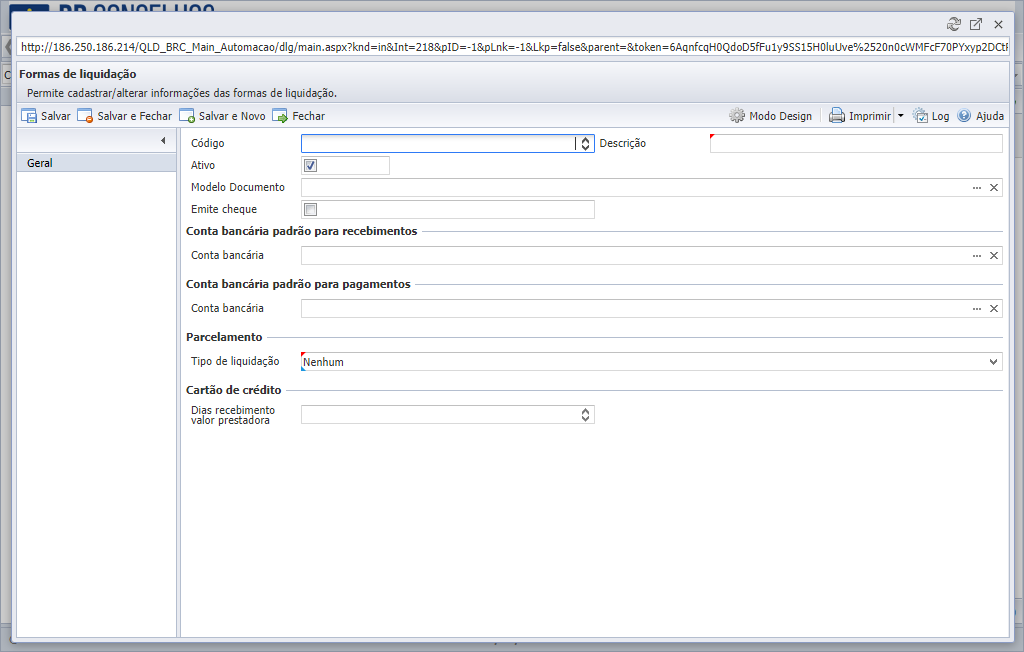 http://186.250.186.214/QLD_BRC_Main_Automacao/dlg/main.aspx?knd=in&Int=218&pID=-1&pLnk=-1&Lkp=false&parent=&token=6AqnfcqH0QdoD5fFu1y9SS15H0luUve%2520n0cWMFcF70PYxyp2DCtF
Formas de liquidação
Permite cadastrar/alterar informações das formas de liquidação.
Salvar Salvar e Fechar Salvar e Novo Fechar Modo Design Imprimir Log Ajuda
Geral
Código Descrição
Ativo
Modelo Documento
Emite cheque
Conta bancária padrão para recebimentos
Conta bancária
Conta bancária padrão para pagamentos
Conta bancária
Parcelamento
Tipo de liquidação Nenhum
Cartão de crédito
Dias recebimento
valor prestadora